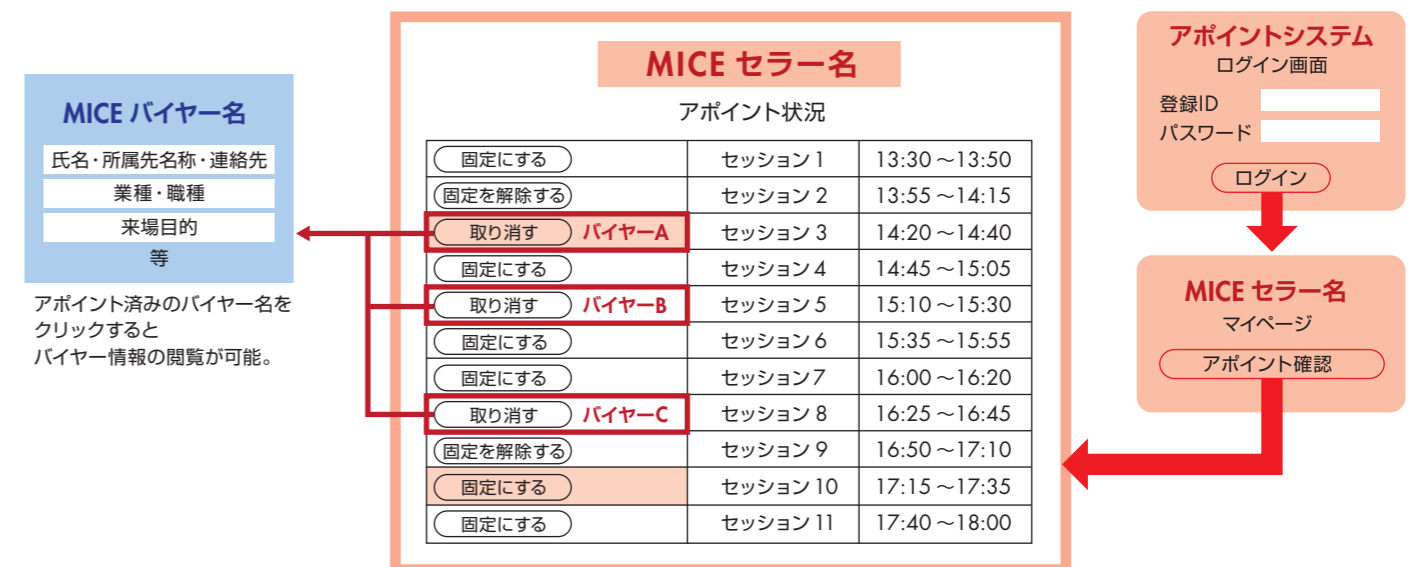 MICE バイヤー名
氏名・所属先名称・連絡先
業種・職種
来場目的
等
アポイント済みのバイヤー名を
クリックすると
バイヤー情報の閲覧が可能。
MICE セラー名
アポイント状況
固定にする セッション 1 13:30～13:50
固定を解除する セッション 2 13:55～14:15
取り消す バイヤーA セッション 3 14:20～14:40
固定にする セッション 4 14:45～15:05
取り消す バイヤーB セッション 5 15:10～15:30
固定にする セッション 6 15:35～15:55
固定にする セッション 7 16:00～16:20
取り消す バイヤーC セッション 8 16:25～16:45
固定を解除する セッション 9 16:50～17:10
固定にする セッション 10 17:15～17:35
固定にする セッション 11 17:40～18:00
アポイントシステム
ログイン画面
登録ID
パスワード
ログイン
MICE セラー名
マイページ
アポイント確認